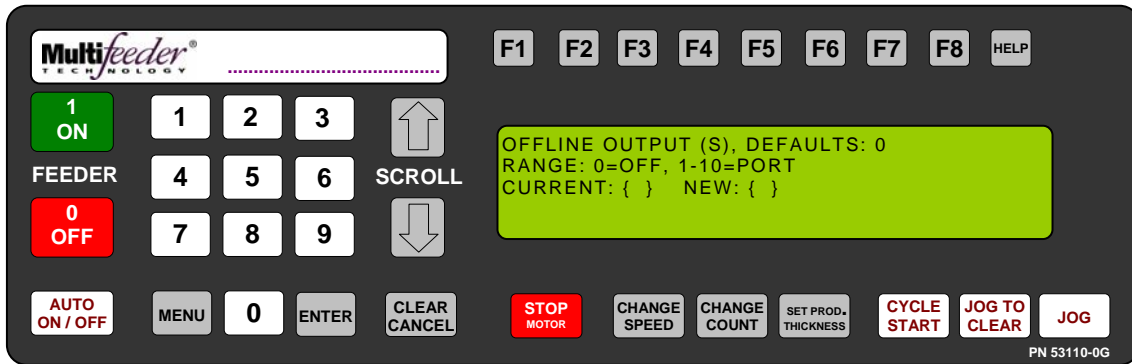 Multifeeder®
TECHNOLOGY
F1 F2 F3 F4 F5 F6 F7 F8 HELP
1
ON
FEEDER
0
OFF
1 2 3
4 5 6
7 8 9
SCROLL
OFFLINE OUTPUT (S), DEFAULTS: 0
RANGE: 0=OFF, 1-10=PORT
CURRENT: { } NEW: { }
AUTO
ON / OFF
MENU
0
ENTER
CLEAR
CANCEL
STOP
MOTOR
CHANGE
SPEED
CHANGE
COUNT
SET PROD.
THICKNESS
CYCLE
START
JOG TO
CLEAR
JOG
PN 53110-0G